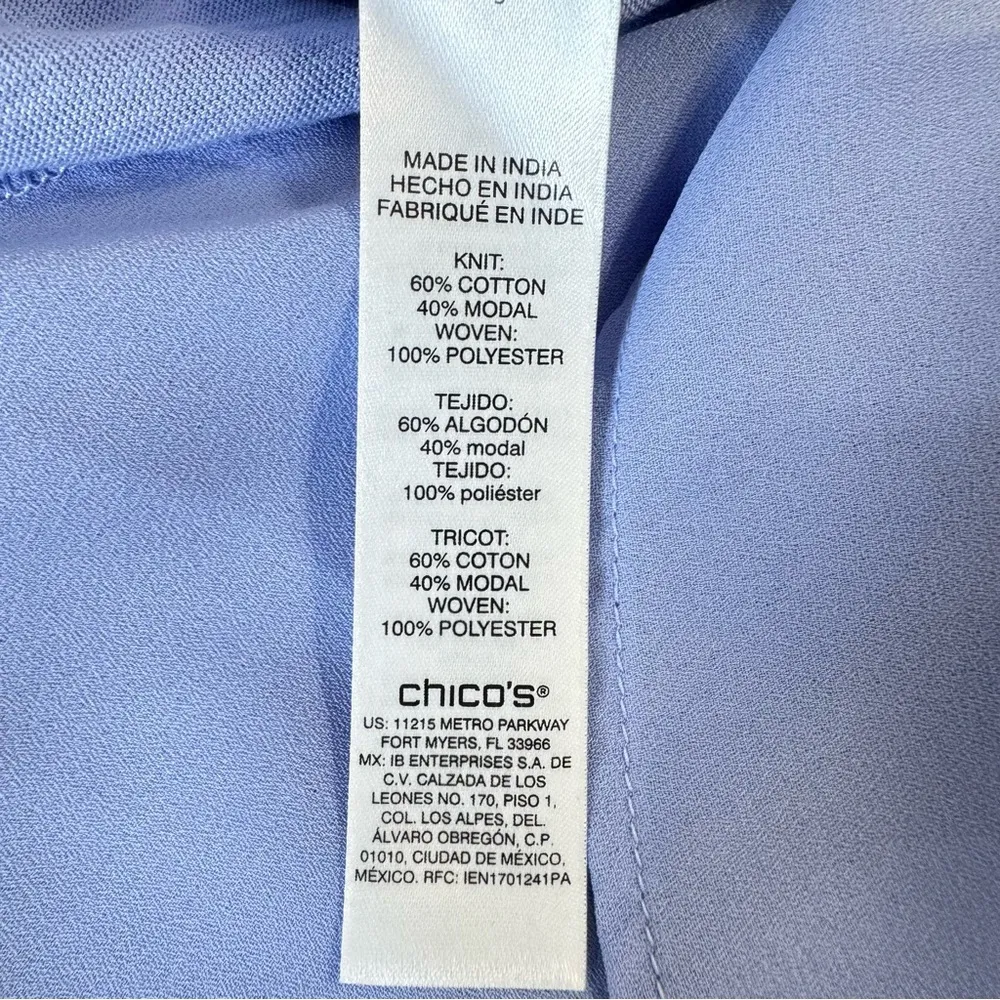 MADE IN INDIA
HECHO EN INDIA
FABRIQUÉ EN INDE
KNIT:
60% COTTON
40% MODAL
WOVEN:
100% POLYESTER
TEJIDO:
60% ALGODÓN
40% modal
TEJIDO:
100% poliéster
TRICOT:
60% COTON
40% MODAL
WOVEN:
100% POLYESTER
chico's®
US: 11215 METRO PARKWAY
FORT MYERS, FL 33966
MX: IB ENTERPRISES S.A. DE
C.V. CALZADA DE LOS
LEONES NO. 170, PISO 1,
COL. LOS ALPES, DEL.
ÁLVARO OBREGÓN, C.P.
01010, CIUDAD DE MÉXICO,
MÉXICO. RFC: IEN1701241PA